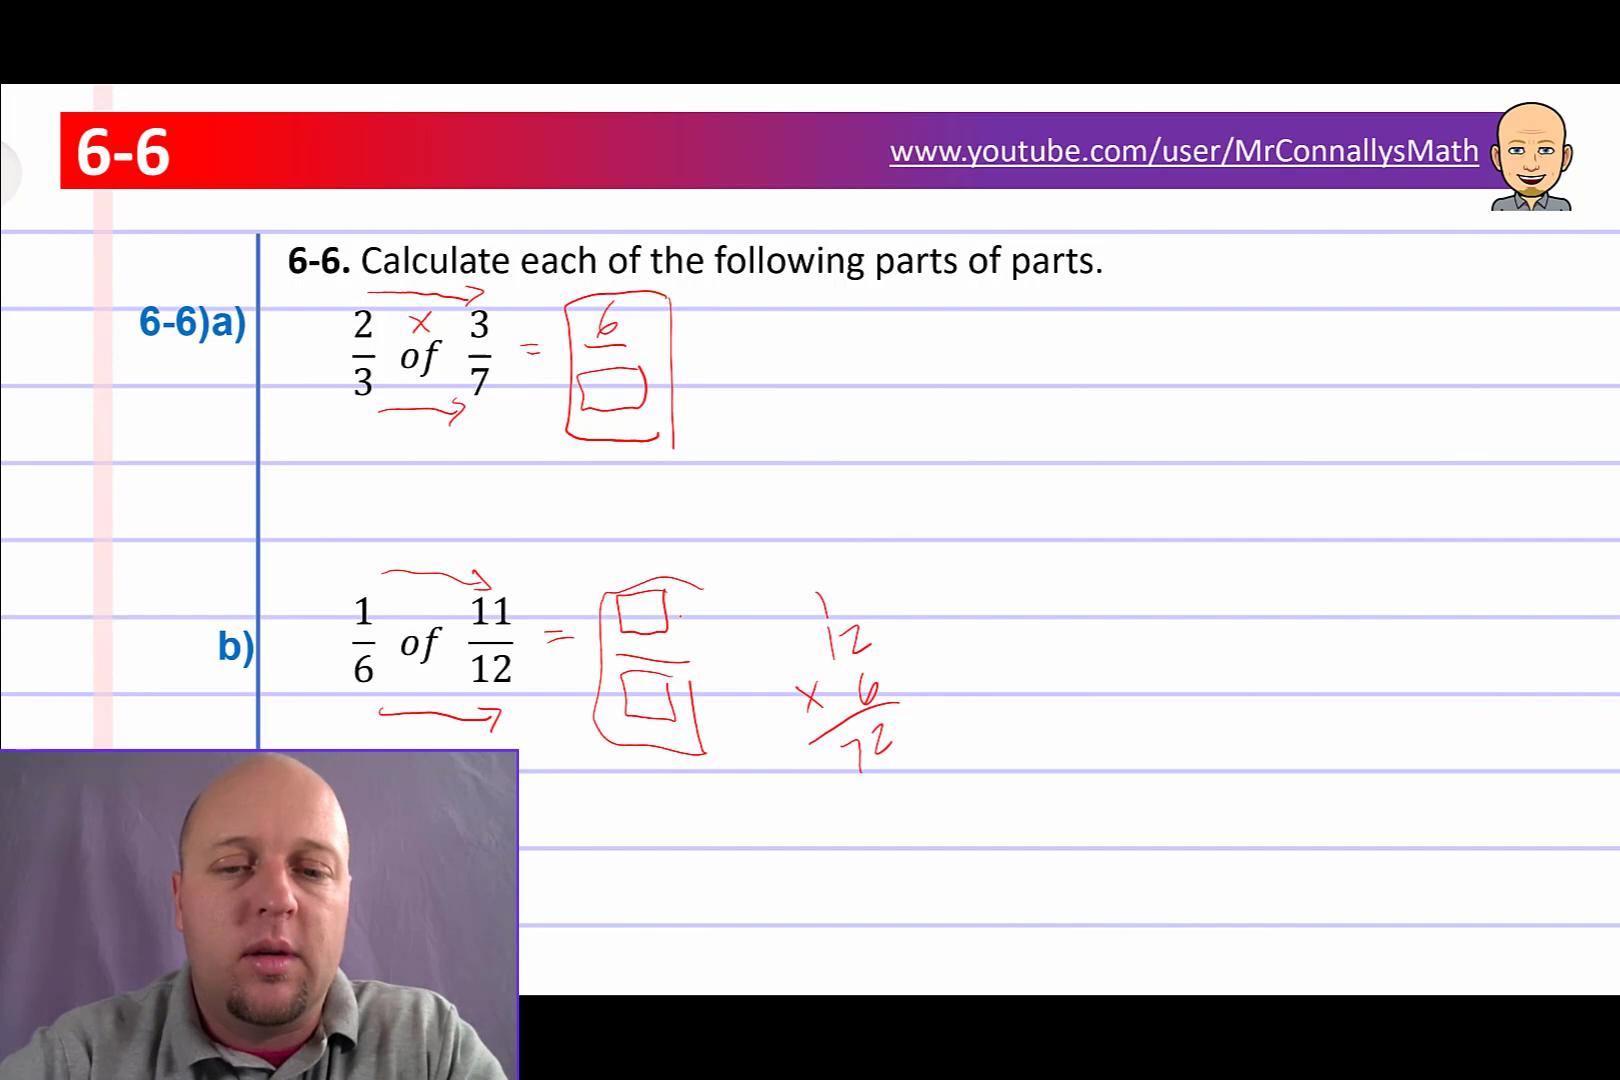 6-6
www.youtube.com/user/MrConnallysMath
6-6. Calculate each of the following parts of parts.
6-6)a)
2/3 of 3/7 = 6
x
b)
1/6 of 11/12 =
1
12
x 6
72